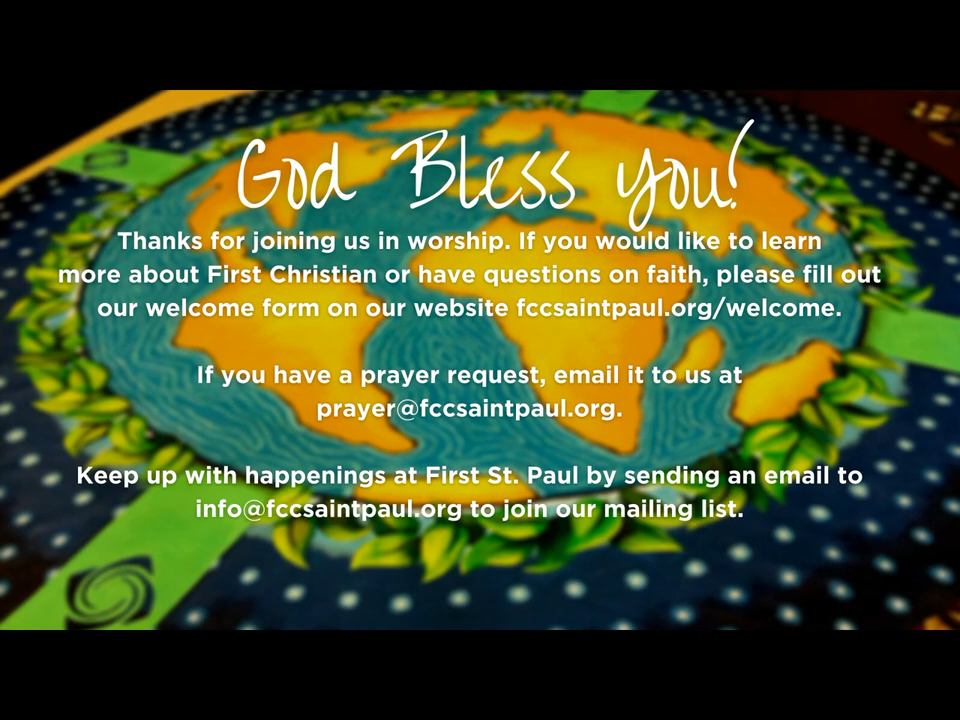 God Bless you!
Thanks for joining us in worship. If you would like to learn
more about First Christian or have questions on faith, please fill out
our welcome form on our website fccsaintpaul.org/welcome.
If you have a prayer request, email it to us at
prayer@fccsaintpaul.org.
Keep up with happenings at First St. Paul by sending an email to
info@fccsaintpaul.org to join our mailing list.